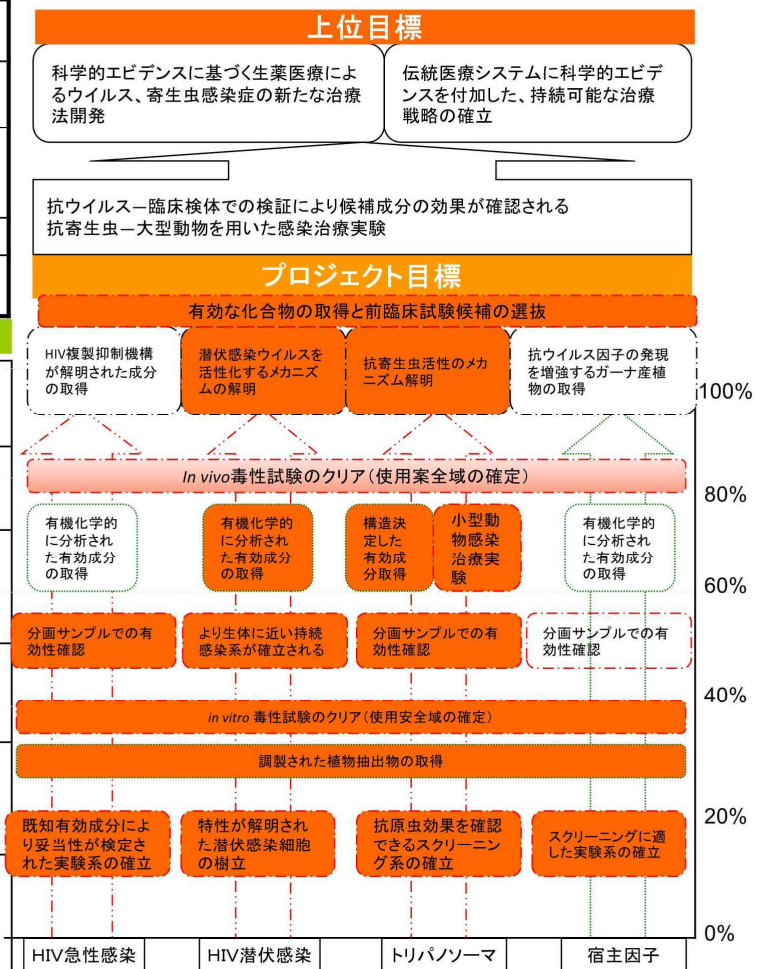 上位目標
科学的エビデンスに基づく生薬医療によ
るウイルス、寄生虫感染症の新たな治療
法開発
伝統医療システムに科学的エビデ
ンスを付加した、持続可能な治療
戦略の確立
抗ウイルス―臨床検体での検証により候補成分の効果が確認される
抗寄生虫―大型動物を用いた感染治療実験
プロジェクト目標
有効な化合物の取得と前臨床試験候補の選抜
HIV複製抑制機構
が解明された成分
の取得
潜伏感染ウイルスを
活性化するメカニズ
ムの解明
抗寄生虫活性のメカ
ニズム解明
抗ウイルス因子の発現
を増強するガーナ産植
物の取得
100%
In vivo毒性試験のクリア（使用案全域の確定）
80%
有機化学的
に分析され
た有効成分
の取得
有機化学的
に分析され
た有効成分
の取得
構造決
定した
有効成
分取得
小型動
物感染
治療実
験
有機化学的
に分析され
た有効成分
の取得
60%
分画サンプルでの有
効性確認
より生体に近い持続
感染系が確立される
分画サンプルでの有
効性確認
分画サンプルでの有
効性確認
40%
in vitro 毒性試験のクリア（使用安全域の確定）
調製された植物抽出物の取得
20%
既知有効成分によ
り妥当性が検定さ
れた実験系の確立
特性が解明され
た潜伏感染細胞
の樹立
抗原虫効果を確認
できるスクリーニン
グ系の確立
スクリーニングに適
した実験系の確立
0%
HIV急性感染
HIV潜伏感染
トリパノソーマ
宿主因子